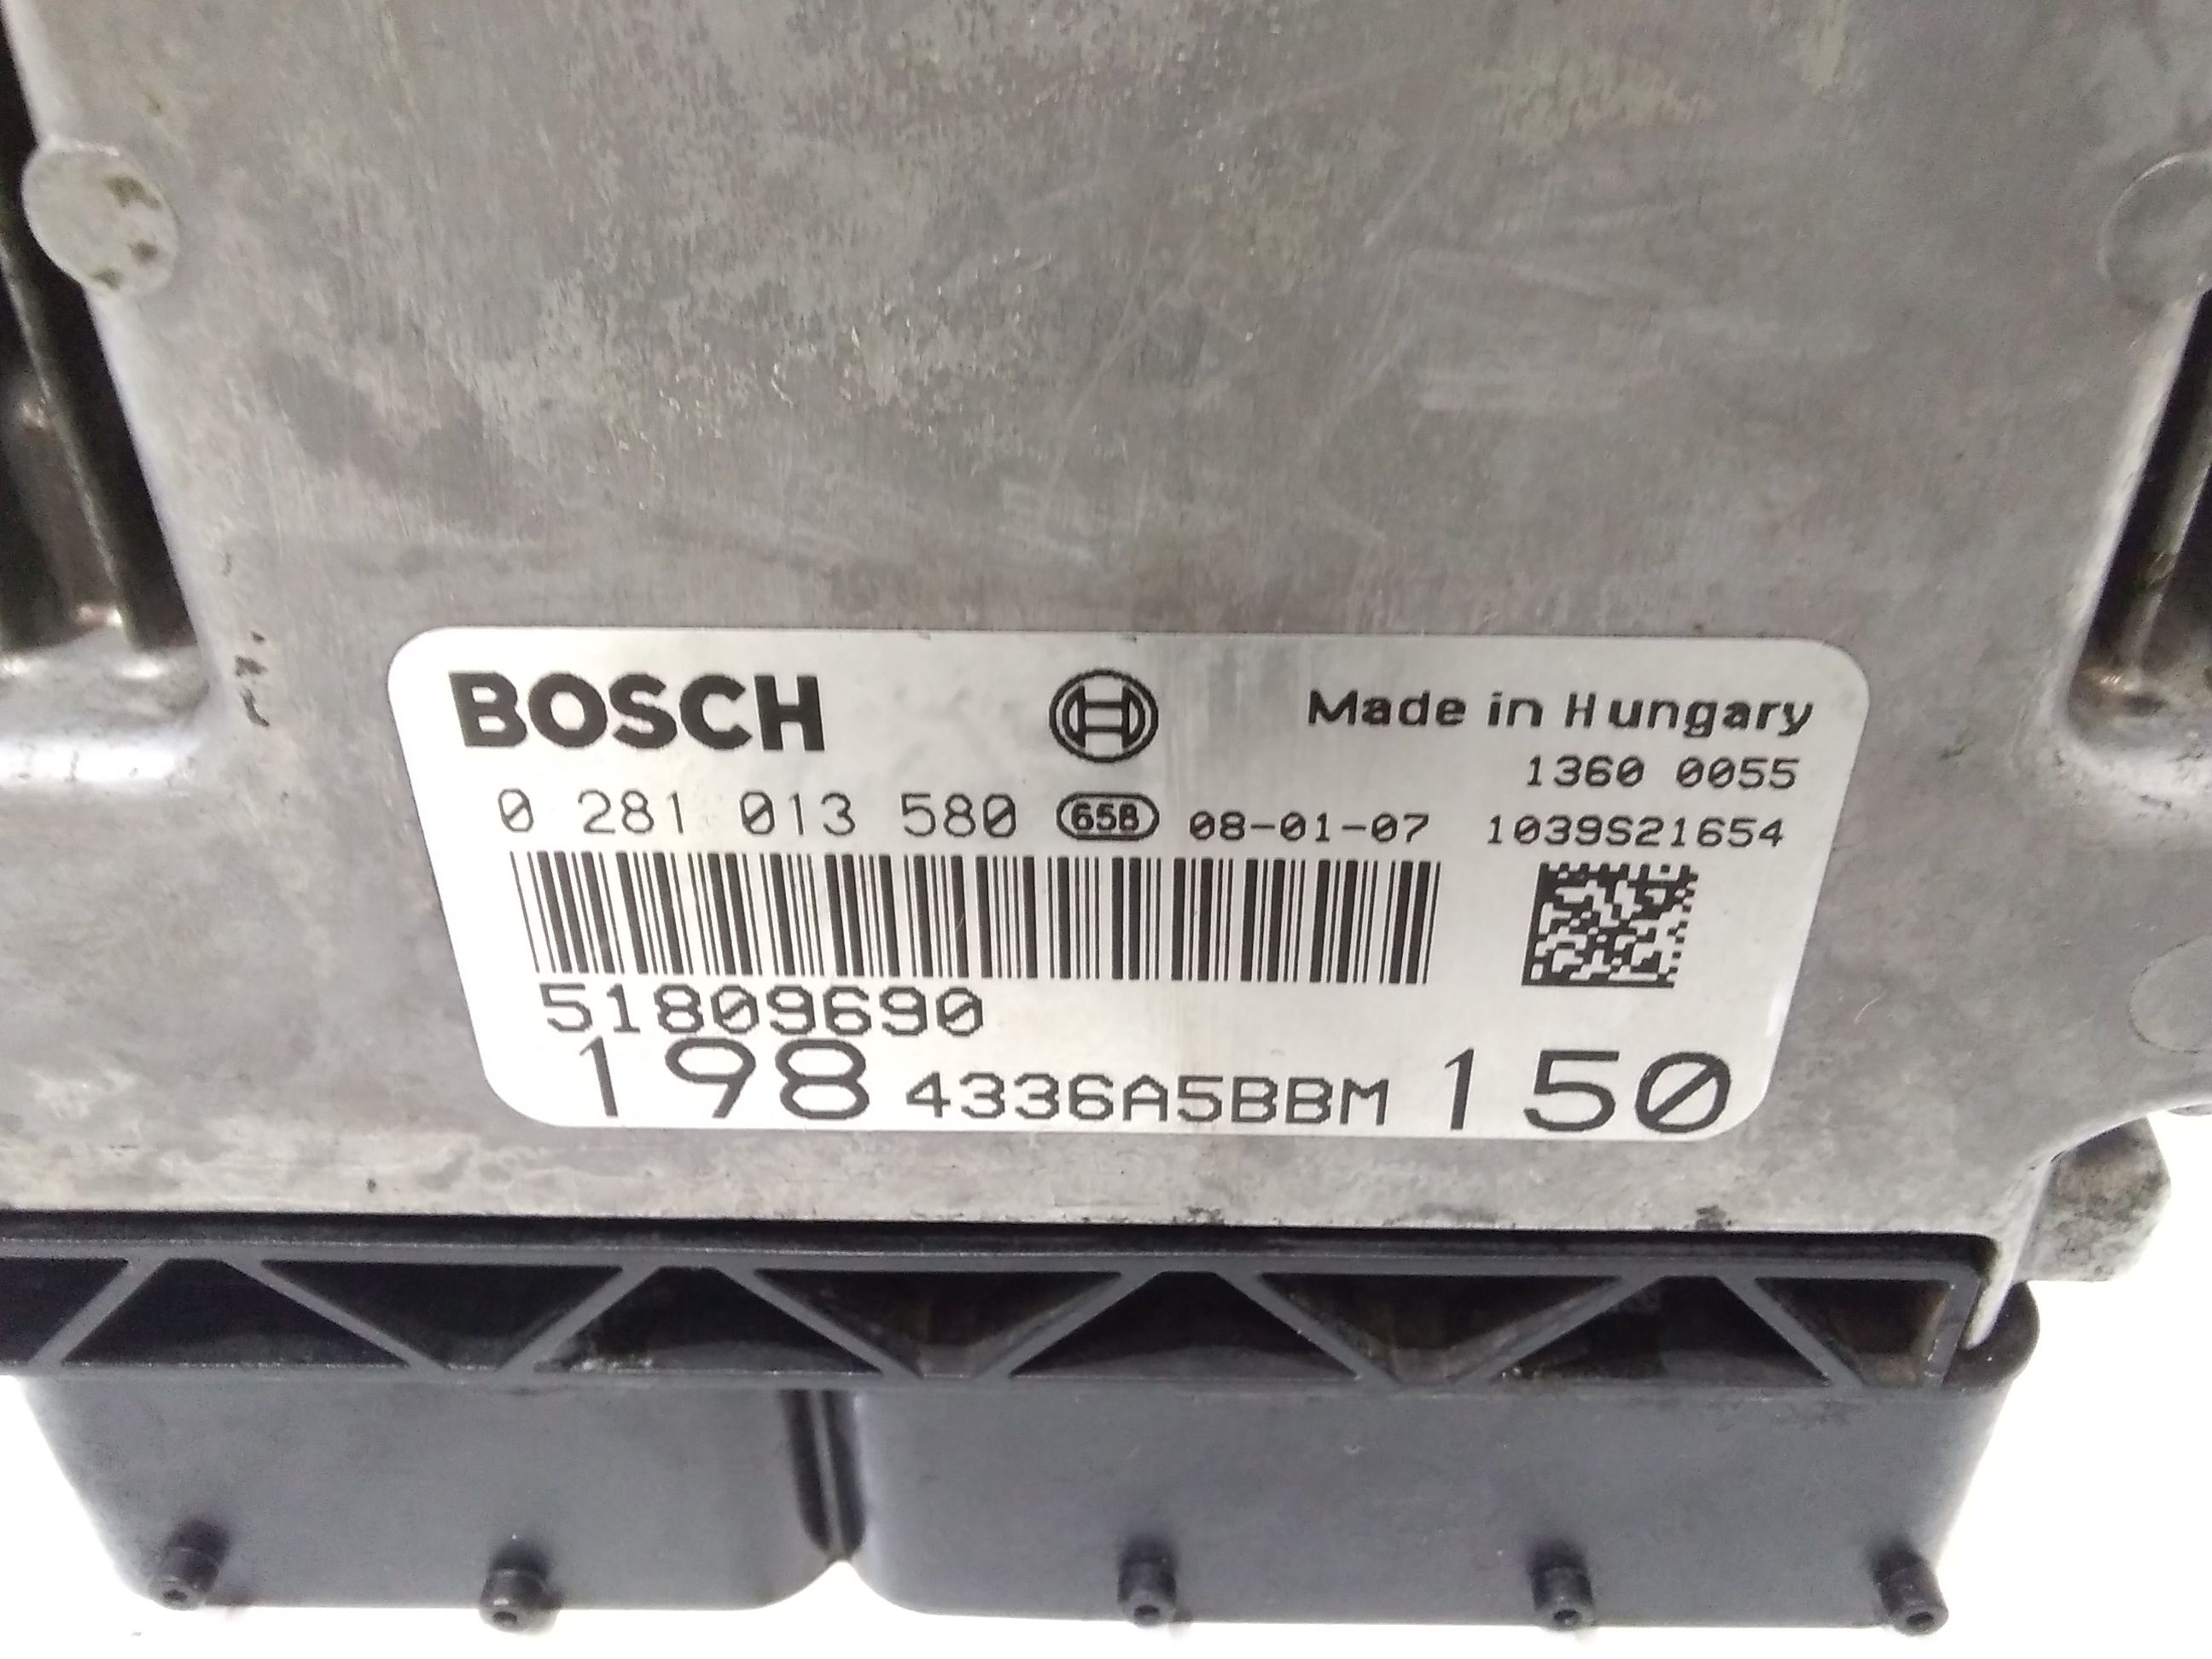 BOSCH Made in Hungary
1360 0055
0 281 013 580 658 08-01-07 1039S21654
51809690
198 4336A5BBM 150